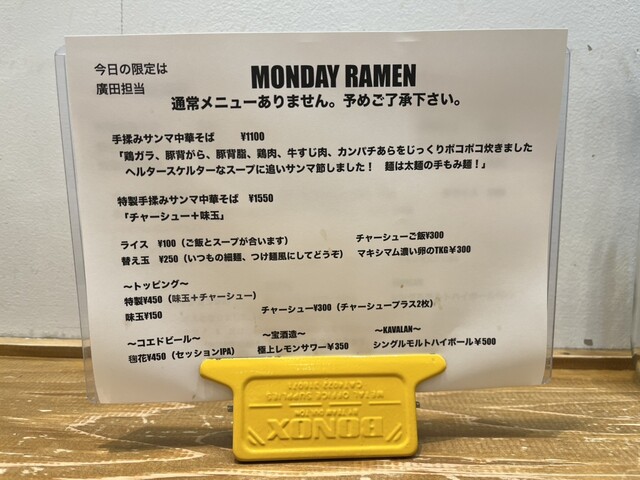 今日の限定は
廣田担当
MONDAY RAMEN
通常メニューありません。予めご了承下さい。
手揉みサンマ中華そば ¥1100
「鶏ガラ、豚背がら、豚背脂、鶏肉、牛すじ肉、カンパチあらをじっくりポコポコ炊きました
ヘルタースケルターなスープに追いサンマ節しました! 麺は太麺の手もみ麺!」
特製手揉みサンマ中華そば ¥1550
「チャーシュー+味玉」
ライス ¥100(ご飯とスープが合います)
チャーシューご飯¥300
替え玉 ¥250(いつもの細麺、つけ麺風にしてどうぞ)
マキシマム濃い卵のTKG¥300
〜トッピング〜
特製¥450(味玉+チャーシュー)
味玉¥150
チャーシュー¥300(チャーシュープラス2枚)
〜コエドビール〜
毬花¥450(セッションIPA)
〜宝酒造〜
極上レモンサワー¥350
〜KAVALAN〜
シングルモルトハイボール¥500
BONOX
BY TEAM DULTON
METAL OFFICE SUPPLIES